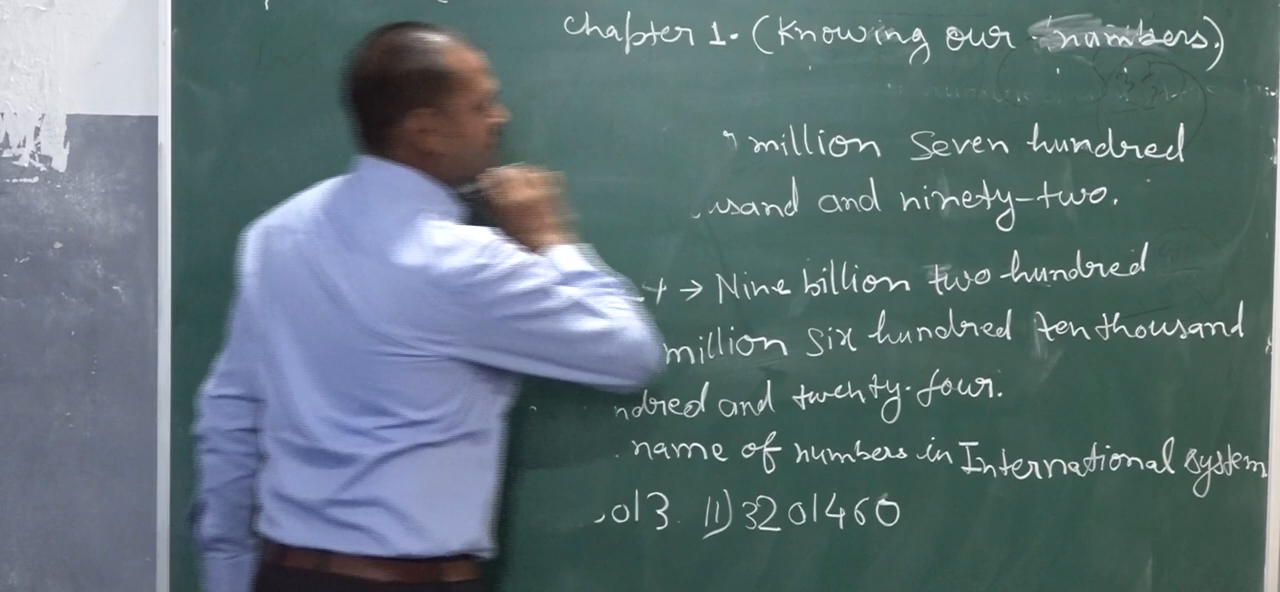 Chapter 1. (Knowing our numbers.)
million Seven hundred
usand and ninety-two.
→ Nine billion two hundred
million six hundred ten thousand
ndred and twenty-four.
name of numbers in International system
013. 11) 3201460